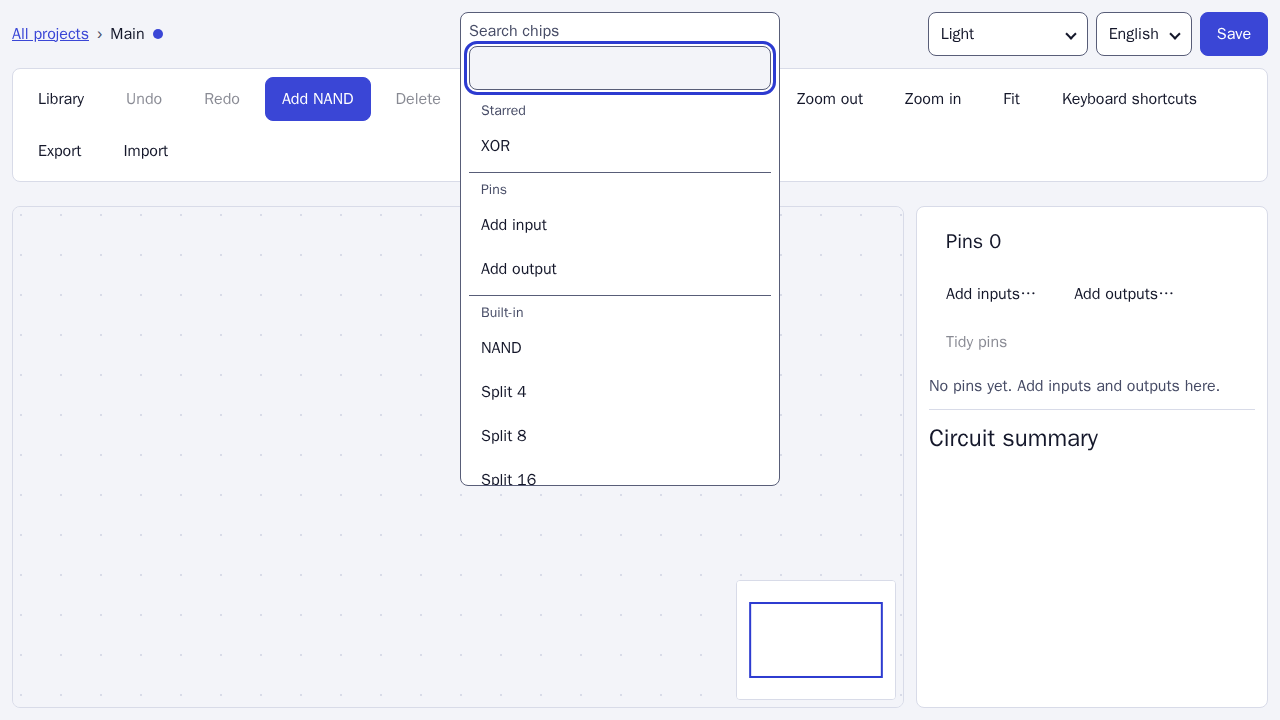 All projects › Main
Search chips
Light
English
Save
Library
Undo
Redo
Add NAND
Delete
Zoom out
Zoom in
Fit
Keyboard shortcuts
Export
Import
Starred
XOR
Pins
Add input
Add output
Built-in
NAND
Split 4
Split 8
Split 16
Pins 0
Add inputs…
Add outputs…
Tidy pins
No pins yet. Add inputs and outputs here.
Circuit summary